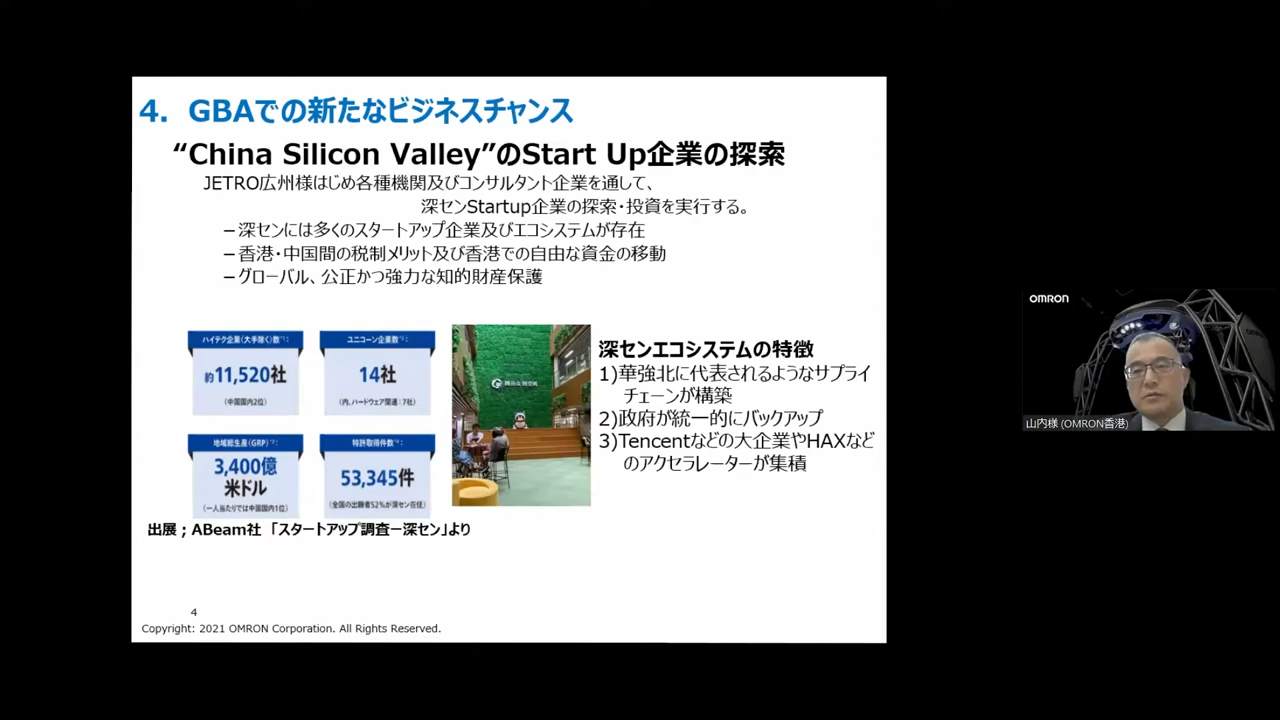 4. GBAでの新たなビジネスチャンス
“China Silicon Valley”のStart Up企業の探索
JETRO広州様はじめ各種機関及びコンサルタント企業を通して、
深センStartup企業の探索・投資を実行する。
－深センには多くのスタートアップ企業及びエコシステムが存在
－香港・中国間の税制メリット及び香港での自由な資金の移動
－グローバル、公正かつ強力な知的財産保護
ハイテク企業(大手除く)数*1:
約11,520社
(中国国内2位)
ユニコーン企業数*2:
14社
(内、ハードウェア関連:7社)
地域総生産(GRP)*3:
3,400億
米ドル
(一人当たりでは中国国内1位)
特許取得件数*4:
53,345件
(全国の出願者52%が深セン在住)
出展；ABeam社「スタートアップ調査－深セン」より
深センエコシステムの特徴
1)華強北に代表されるようなサプライ
チェーンが構築
2)政府が統一的にバックアップ
3)Tencentなどの大企業やHAXなど
のアクセラレーターが集積
4
Copyright: 2021 OMRON Corporation. All Rights Reserved.
OMRON
山内様 (OMRON香港)